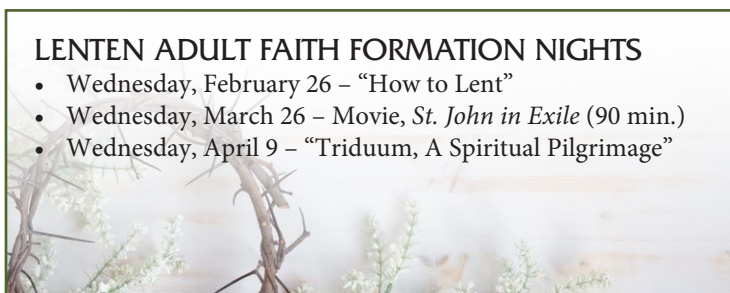 LENTEN ADULT FAITH FORMATION NIGHTS
• Wednesday, February 26 – “How to Lent”
• Wednesday, March 26 – Movie, St. John in Exile (90 min.)
• Wednesday, April 9 – “Triduum, A Spiritual Pilgrimage”